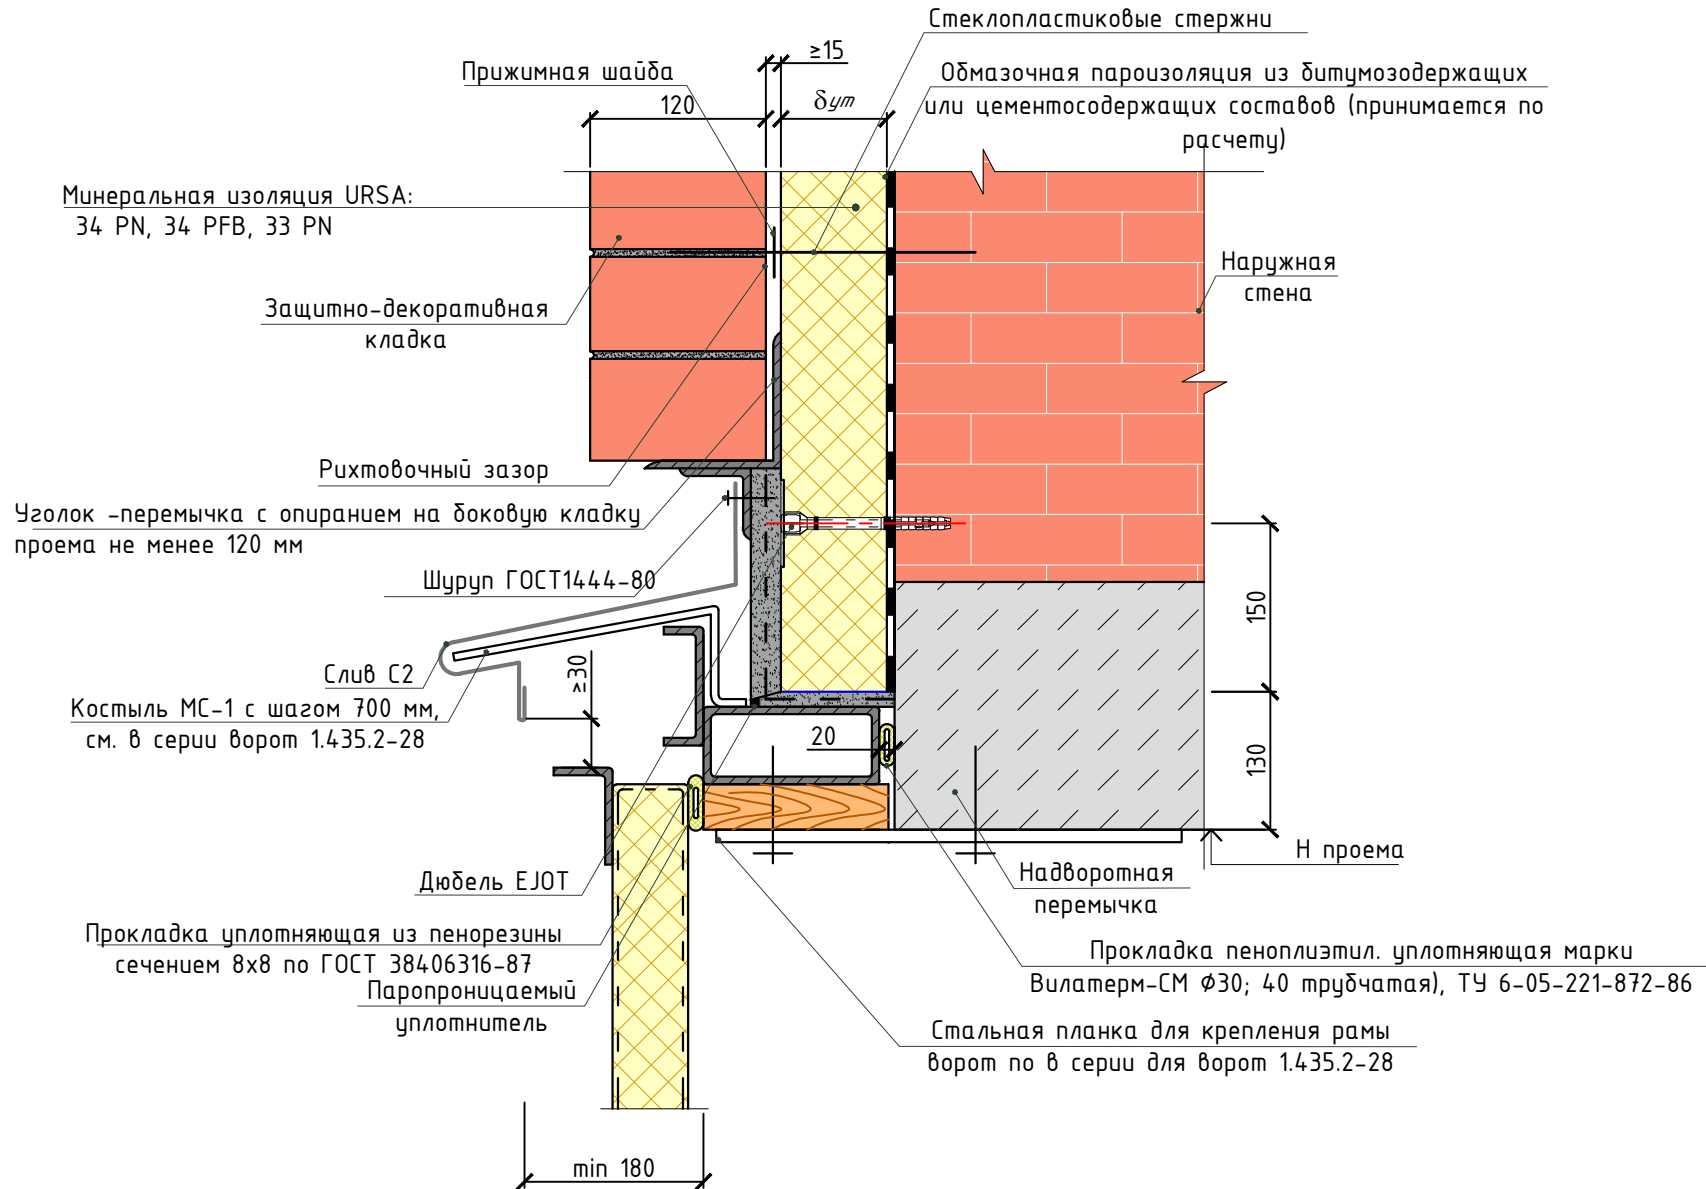 Стеклопластиковые стержни
≥15
Прижимная шайба
Обмазочная пароизоляция из битумозодержащих
или цементосодержащих составов (принимается по
расчету)
120
δут
Минеральная изоляция URSA:
34 PN, 34 PFB, 33 PN
Наружная
стена
Защитно-декоративная
кладка
Рихтовочный зазор
Уголок -перемычка с опиранием на боковую кладку
проема не менее 120 мм
Шуруп ГОСТ1444-80
150
Слив С2
≥30
Костыль МС-1 с шагом 700 мм,
см. в серии ворот 1.435.2-28
20
130
Н проема
Дюбель EJOT
Надворотная
перемычка
Прокладка уплотняющая из пенорезины
сечением 8х8 по ГОСТ 38406316-87
Прокладка пеноплиэтил. уплотняющая марки
Вилатерм-СМ Ф30; 40 трубчатая), ТУ 6-05-221-872-86
Паропроницаемый
уплотнитель
Стальная планка для крепления рамы
ворот по в серии для ворот 1.435.2-28
min 180